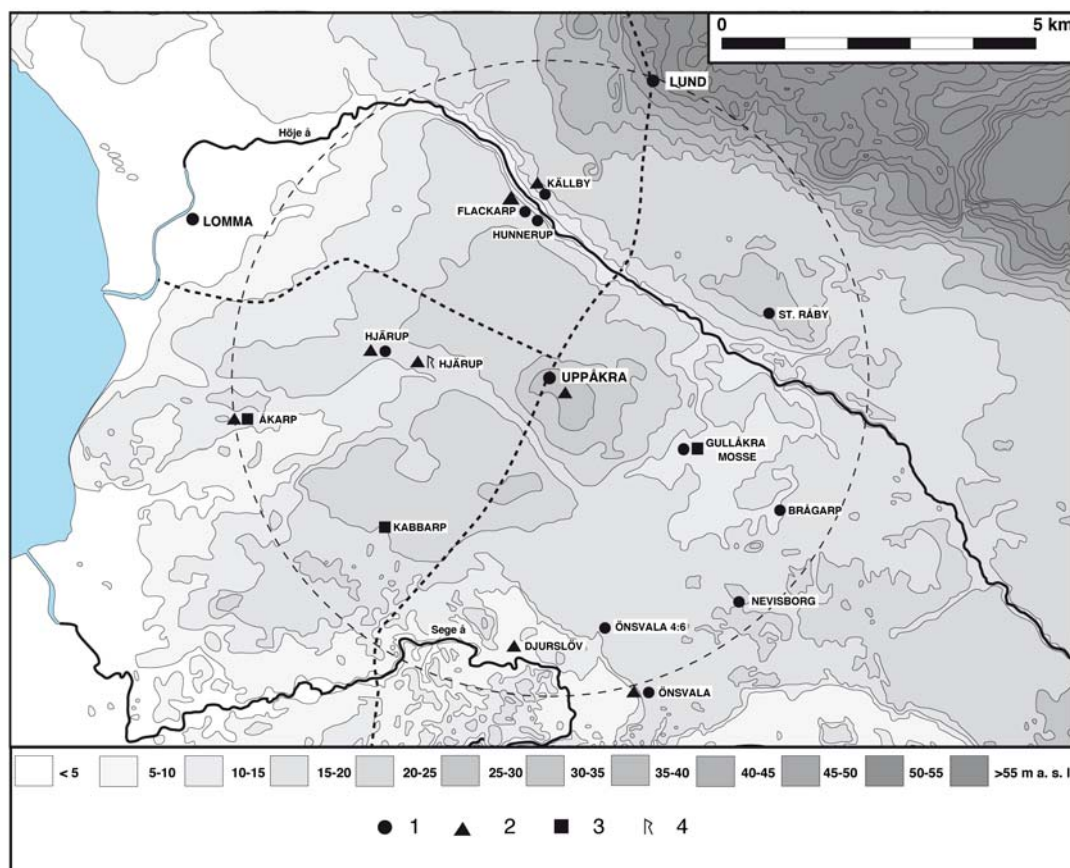 0 5 km
LUND
Höje å
KÄLLBY
FLACKARP
LOMMA
HUNNERUP
ST. RÅBY
HJÄRUP
HJÄRUP
UPPÅKRA
ÅKARP
GULLÅKRA
MOSSE
BRÅGARP
KABBARP
NEVISBORG
ÖNSVALA 4:6
Sege å
DJURSLÖV
ÖNSVALA
< 5 5-10 10-15 15-20 20-25 25-30 30-35 35-40 40-45 45-50 50-55 >55 m a. s. l
1 2 3 4